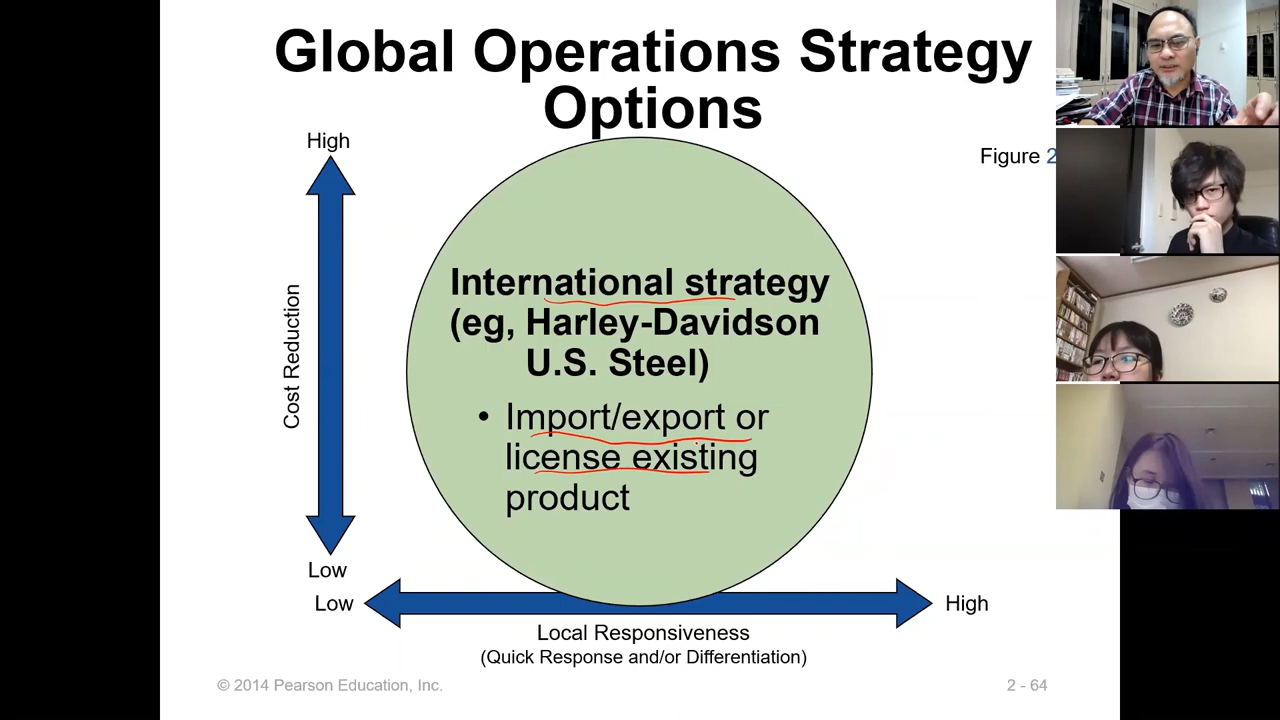 Global Operations Strategy
Options
High
Figure 2
Cost Reduction
International strategy
(eg, Harley-Davidson
U.S. Steel)
• Import/export or
license existing
product
Low
Low
High
Local Responsiveness
(Quick Response and/or Differentiation)
© 2014 Pearson Education, Inc.
2 - 64